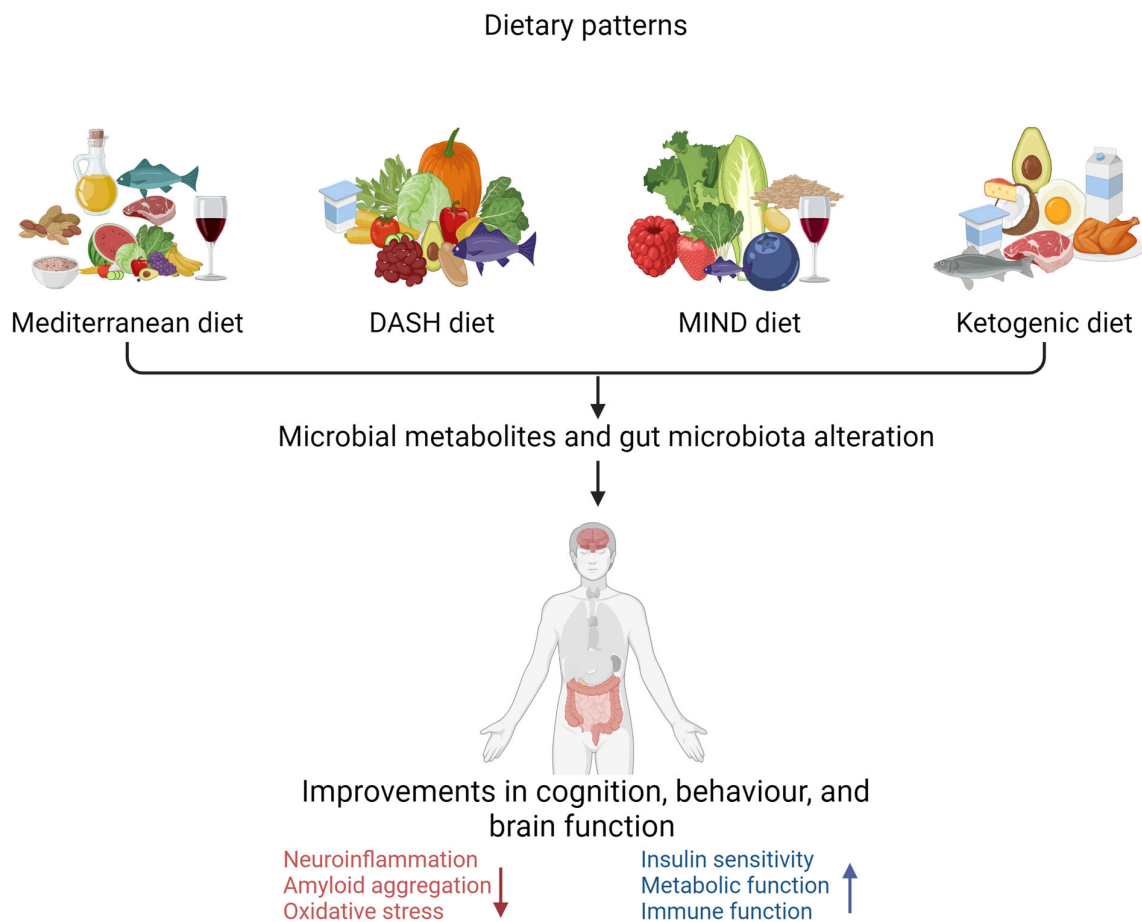 Dietary patterns
Mediterranean diet
DASH diet
MIND diet
Ketogenic diet
Microbial metabolites and gut microbiota alteration
Improvements in cognition, behaviour, and
brain function
Neuroinflammation
Amyloid aggregation
Oxidative stress
Insulin sensitivity
Metabolic function
Immune function